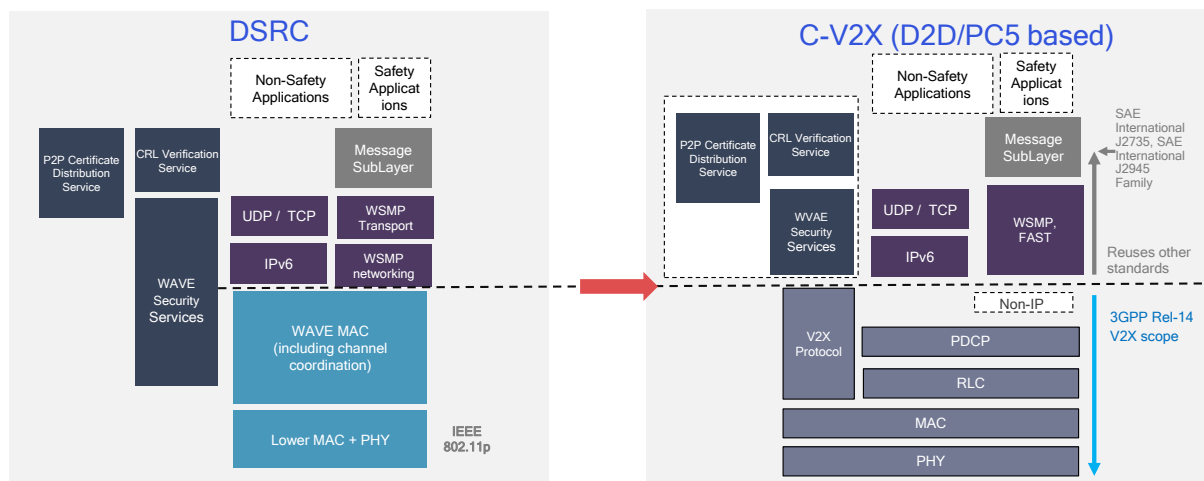 DSRC
Non-Safety
Applications
Safety
Applicat
ions
P2P Certificate
Distribution
Service
CRL Verification
Service
Message
SubLayer
UDP / TCP
WSMP
Transport
IPv6
WSMP
networking
WAVE
Security
Services
WAVE MAC
(including channel
coordination)
Lower MAC + PHY
IEEE
802.11p
C-V2X (D2D/PC5 based)
Non-Safety
Applications
Safety
Applicat
ions
P2P Certificate
Distribution
Service
CRL Verification
Service
Message
SubLayer
SAE
International
J2735, SAE
International
J2945
Family
WVAE
Security
Services
UDP / TCP
IPv6
WSMP,
FAST
Reuses other
standards
Non-IP
V2X
Protocol
PDCP
3GPP Rel-14
V2X scope
RLC
MAC
PHY